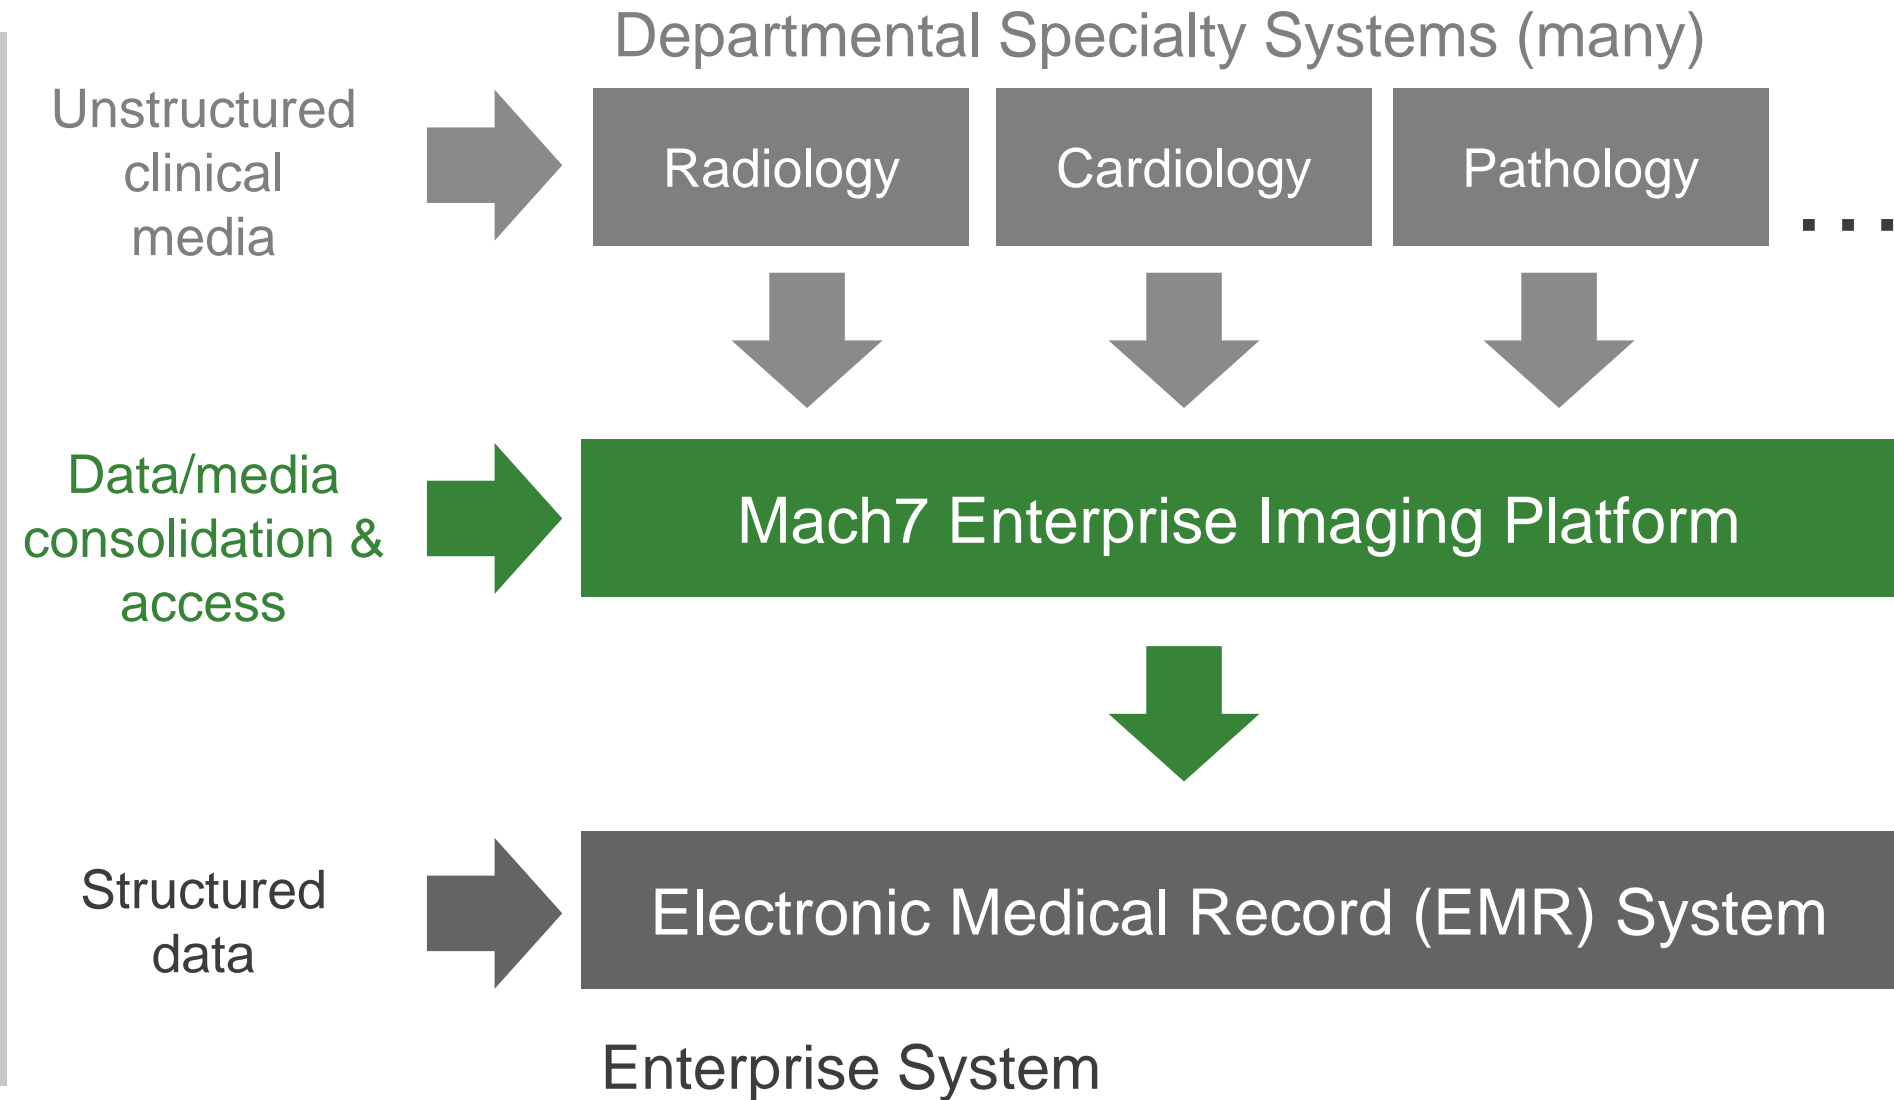 Departmental Specialty Systems (many)
Unstructured
clinical
media
Radiology
Cardiology
Pathology
...
Data/media
consolidation &
access
Mach7 Enterprise Imaging Platform
Structured
data
Electronic Medical Record (EMR) System
Enterprise System